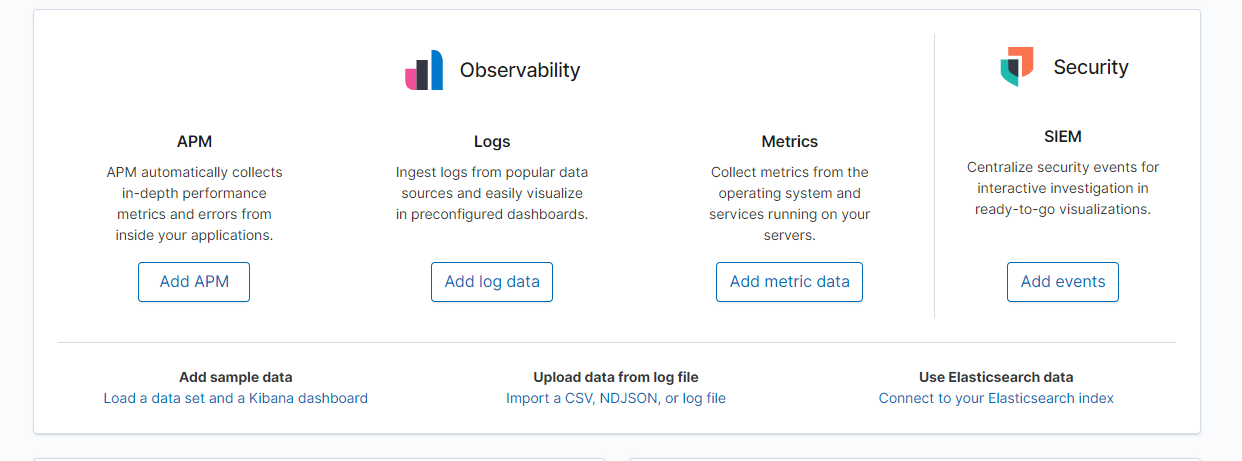 Observability
Security
APM
APM automatically collects
in-depth performance
metrics and errors from
inside your applications.
Add APM
Logs
Ingest logs from popular data
sources and easily visualize
in preconfigured dashboards.
Add log data
Metrics
Collect metrics from the
operating system and
services running on your
servers.
Add metric data
SIEM
Centralize security events for
interactive investigation in
ready-to-go visualizations.
Add events
Add sample data
Load a data set and a Kibana dashboard
Upload data from log file
Import a CSV, NDJSON, or log file
Use Elasticsearch data
Connect to your Elasticsearch index